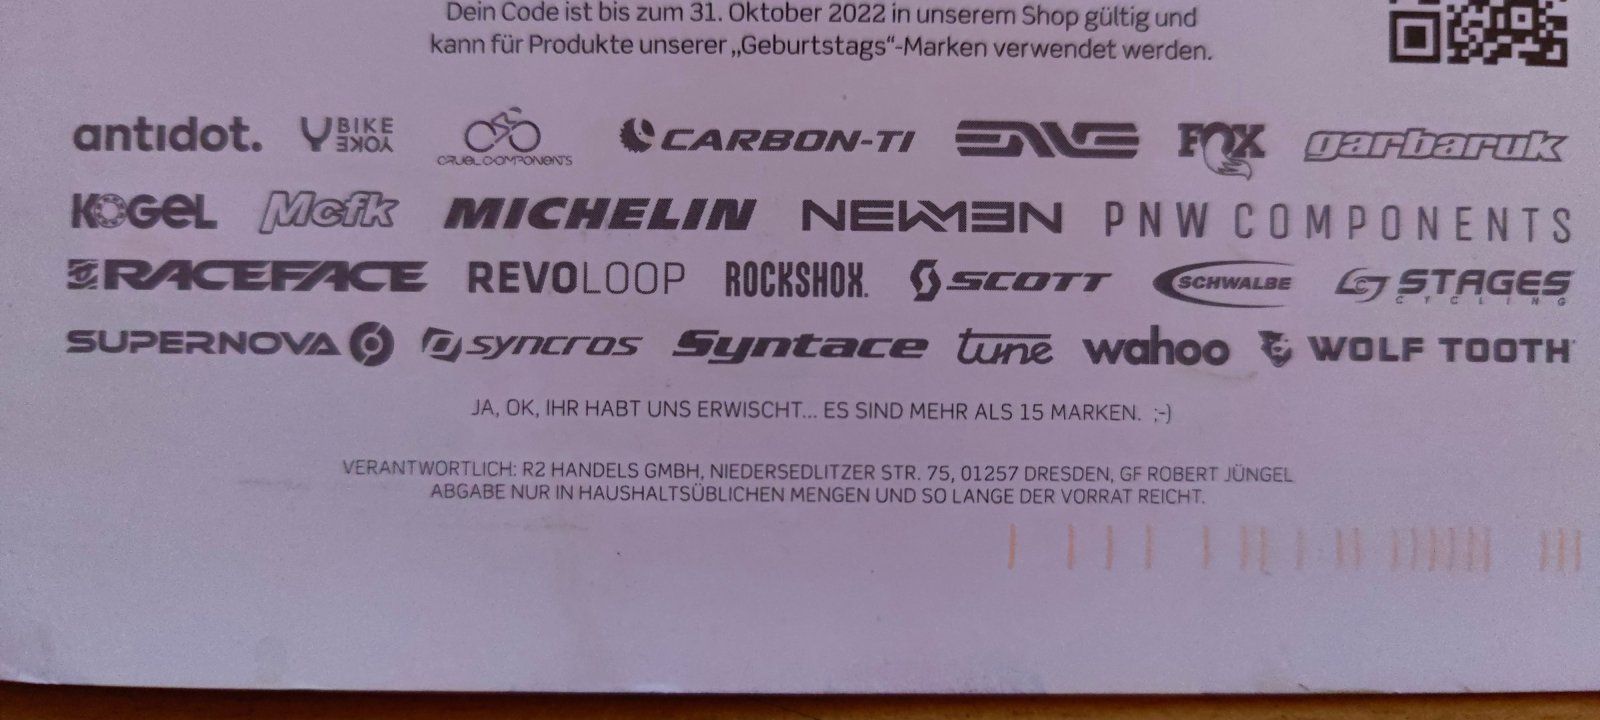 Dein Code ist bis zum 31. Oktober 2022 in unserem Shop gültig und
kann für Produkte unserer „Geburtstags“-Marken verwendet werden.
antidot. BIKE YOKE CRUEL COMPONENTS CARBON-TI ENVE FOX garbaruk
KOGEL Mcfk MICHELIN NEWMEN PNW COMPONENTS
RACEFACE REVOLOOP ROCKSHOX. SCOTT SCHWALBE STAGES CYCLING
SUPERNOVA syncros Syntace tune wahoo WOLF TOOTH
JA, OK, IHR HABT UNS ERWISCHT... ES SIND MEHR ALS 15 MARKEN. ;-)
VERANTWORTLICH: R2 HANDELS GMBH, NIEDERSEDLITZER STR. 75, 01257 DRESDEN, GF ROBERT JÜNGEL
ABGABE NUR IN HAUSHALTSÜBLICHEN MENGEN UND SO LANGE DER VORRAT REICHT.